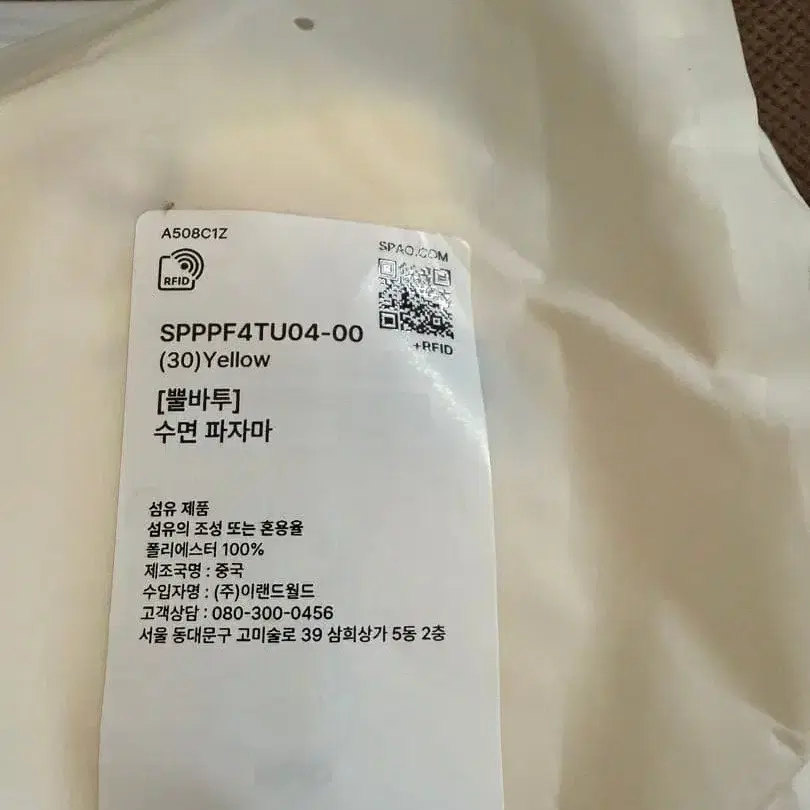 A508C1Z
RFID
SPAO.COM
+RFID
SPPPF4TU04-00
(30)Yellow
[뿔바투]
수면 파자마
섬유 제품
섬유의 조성 또는 혼용율
폴리에스터 100%
제조국명 : 중국
수입자명 : (주)이랜드월드
고객상담 : 080-300-0456
서울 동대문구 고미술로 39 삼희상가 5동 2층